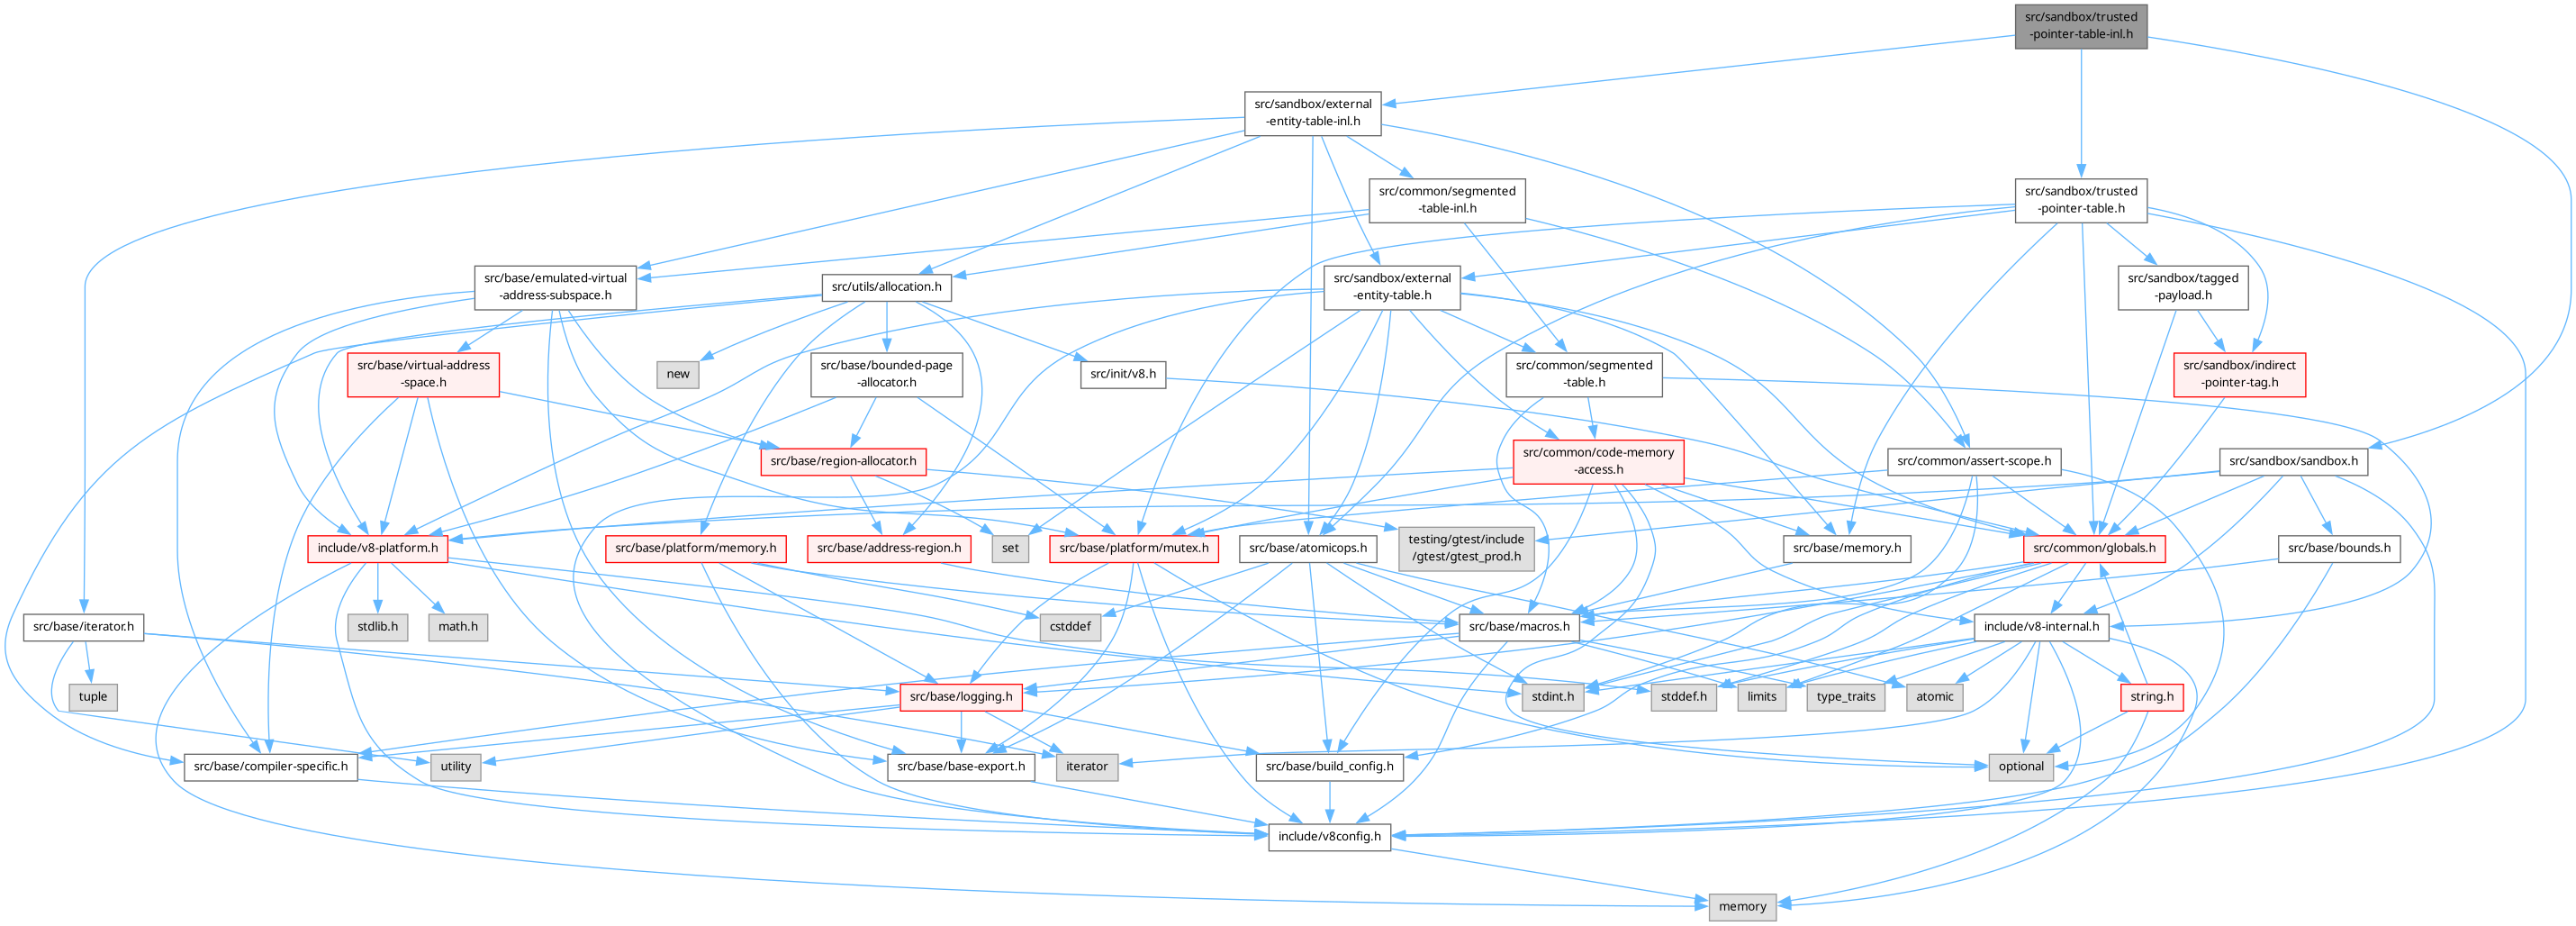 src/sandbox/trusted
-pointer-table-inl.h
src/sandbox/external
-entity-table-inl.h
src/common/segmented
-table-inl.h
src/sandbox/trusted
-pointer-table.h
src/base/emulated-virtual
-address-subspace.h
src/utils/allocation.h
src/sandbox/external
-entity-table.h
src/sandbox/tagged
-payload.h
src/base/virtual-address
-space.h
new
src/base/bounded-page
-allocator.h
src/init/v8.h
src/common/segmented
-table.h
src/sandbox/indirect
-pointer-tag.h
src/base/region-allocator.h
src/common/code-memory
-access.h
src/common/assert-scope.h
src/sandbox/sandbox.h
include/v8-platform.h
src/base/platform/memory.h
src/base/address-region.h
set
src/base/platform/mutex.h
src/base/atomicops.h
testing/gtest/include
/gtest/gtest_prod.h
src/base/memory.h
src/common/globals.h
src/base/bounds.h
src/base/iterator.h
stdlib.h
math.h
cstddef
src/base/macros.h
include/v8-internal.h
tuple
src/base/logging.h
stdint.h
stddef.h
limits
type_traits
atomic
string.h
src/base/compiler-specific.h
utility
src/base/base-export.h
iterator
src/base/build_config.h
optional
include/v8config.h
memory